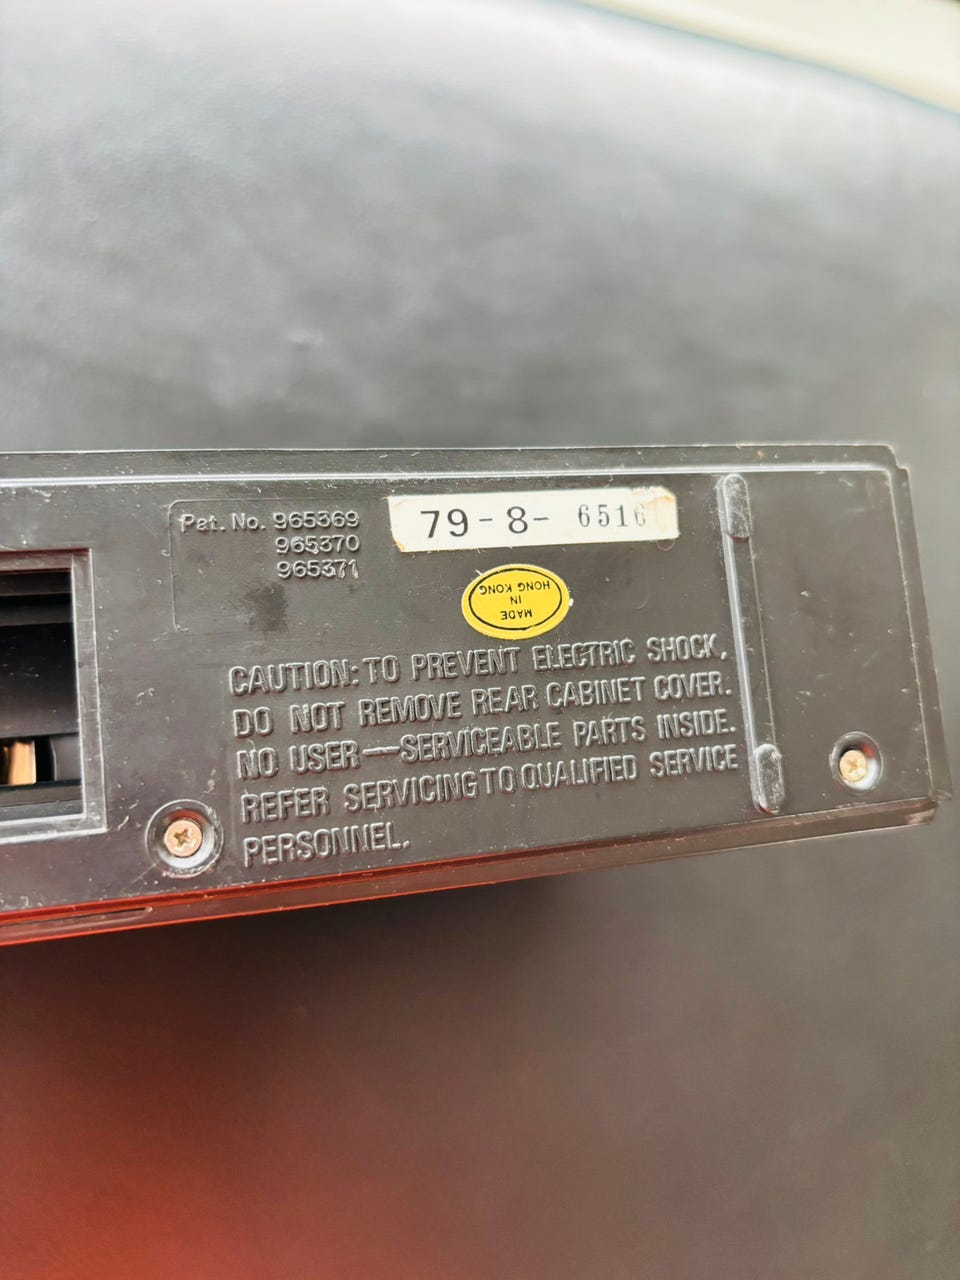 Pat. No. 965369
965370
965371
79-8- 6516
MADE
IN
HONG KONG
CAUTION: TO PREVENT ELECTRIC SHOCK,
DO NOT REMOVE REAR CABINET COVER.
NO USER—SERVICEABLE PARTS INSIDE.
REFER SERVICING TO QUALIFIED SERVICE
PERSONNEL.